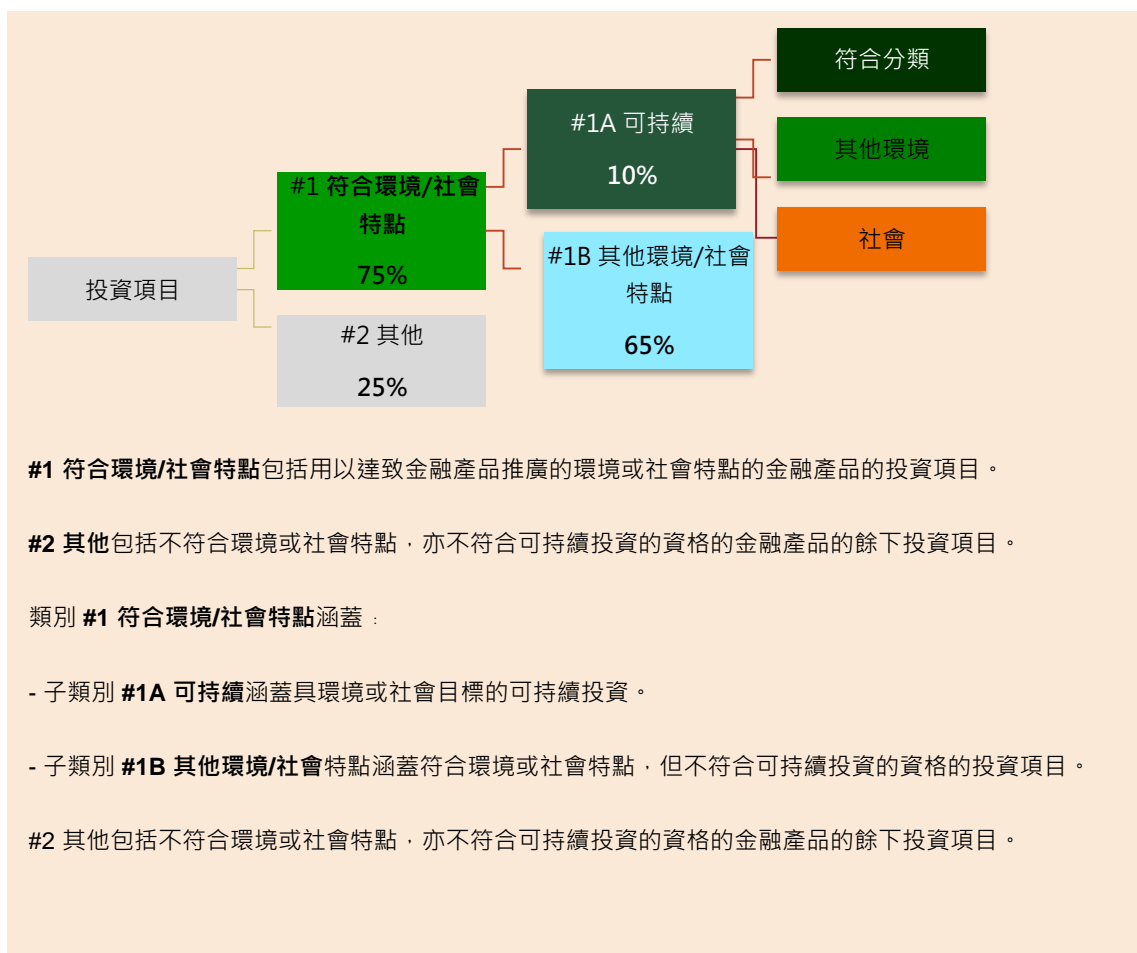 符合分類
#1A 可持續
10%
其他環境
#1 符合環境/社會
特點
75%
社會
#1B 其他環境/社會
特點
65%
投資項目
#2 其他
25%
#1 符合環境/社會特點包括用以達致金融產品推廣的環境或社會特點的金融產品的投資項目。
#2 其他包括不符合環境或社會特點，亦不符合可持續投資的資格的金融產品的餘下投資項目。
類別 #1 符合環境/社會特點涵蓋：
- 子類別 #1A 可持續涵蓋具環境或社會目標的可持續投資。
- 子類別 #1B 其他環境/社會特點涵蓋符合環境或社會特點，但不符合可持續投資的資格的投資項目。
#2 其他包括不符合環境或社會特點，亦不符合可持續投資的資格的金融產品的餘下投資項目。